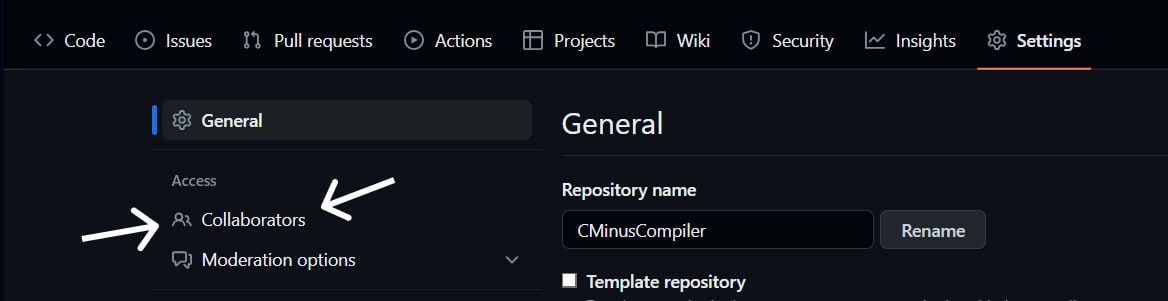 Code Issues Pull requests Actions Projects Wiki Security Insights Settings
General
Access
Collaborators
Moderation options
General
Repository name
CMinusCompiler Rename
Template repository